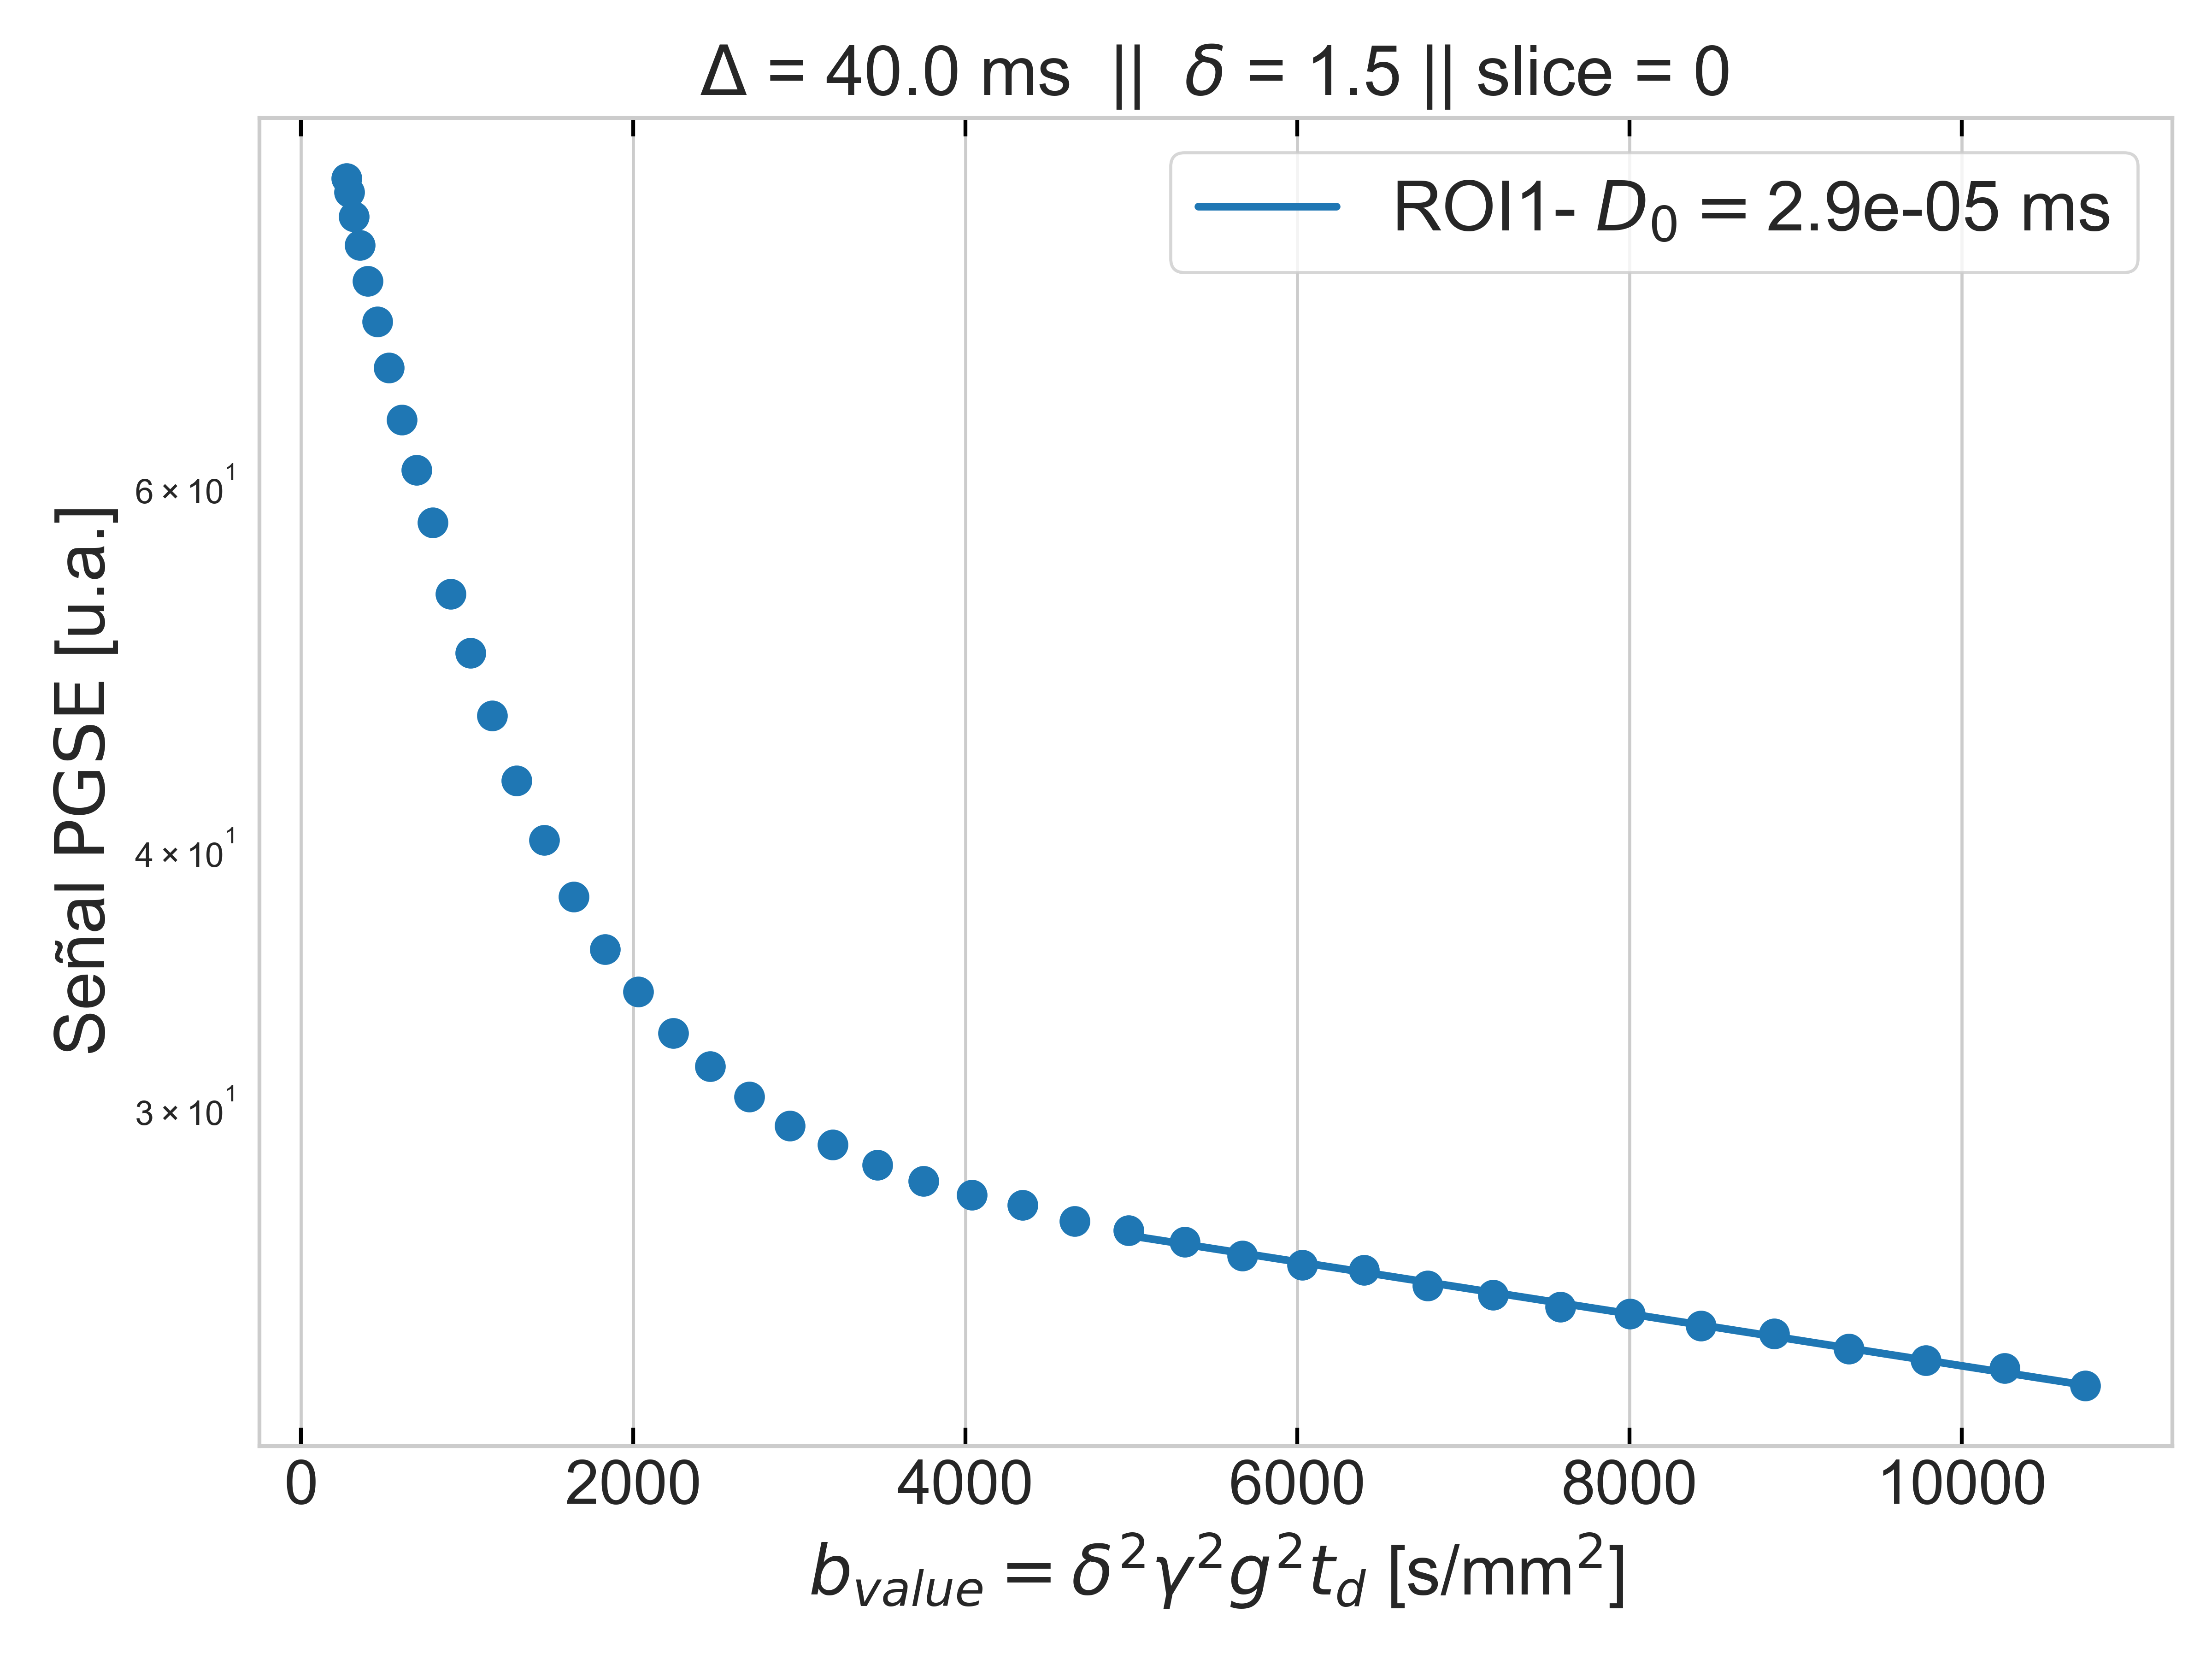 Δ = 40.0 ms || δ = 1.5 || slice = 0
ROI1- D₀ = 2.9e-05 ms
Señal PGSE [u.a.]
6 × 10¹
4 × 10¹
3 × 10¹
0 2000 4000 6000 8000 10000
b_value = δ²γ²g²t_d [s/mm²]